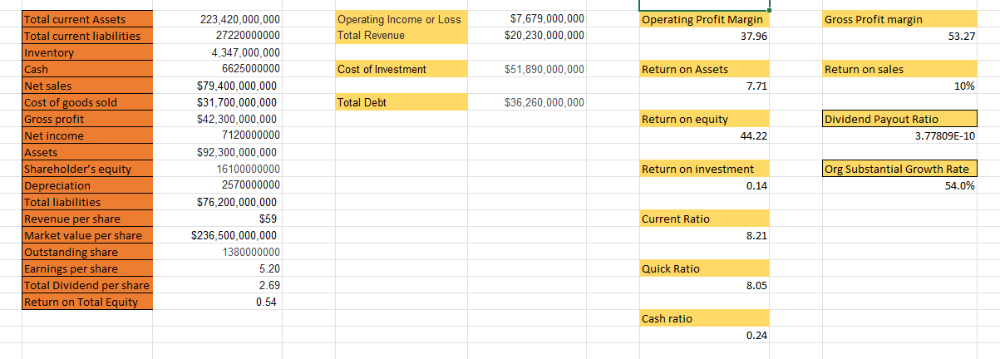 Total current Assets 223,420,000,000 Operating Income or Loss $7,679,000,000 Operating Profit Margin Gross Profit margin
Total current liabilities 27220000000 Total Revenue $20,230,000,000 37.96 53.27
Inventory 4,347,000,000
Cash 6625000000 Cost of Investment $51,890,000,000 Return on Assets Return on sales
Net sales $79,400,000,000 7.71 10%
Cost of goods sold $31,700,000,000 Total Debt $36,260,000,000
Gross profit $42,300,000,000 Return on equity Dividend Payout Ratio
Net income 7120000000 44.22 3.77809E-10
Assets $92,300,000,000
Shareholder's equity 16100000000 Return on investment Org Substantial Growth Rate
Depreciation 2570000000 0.14 54.0%
Total liabilities $76,200,000,000
Revenue per share $59 Current Ratio
Market value per share $236,500,000,000 8.21
Outstanding share 1380000000
Earnings per share 5.20 Quick Ratio
Total Dividend per share 2.69 8.05
Return on Total Equity 0.54
Cash ratio
0.24